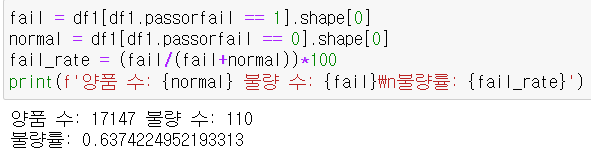 fail = df1[df1.passorfail == 1].shape[0]
normal = df1[df1.passorfail == 0].shape[0]
fail_rate = (fail/(fail+normal))*100
print(f'양품 수: {normal} 불량 수: {fail}₩n불량률: {fail_rate}')
양품 수: 17147 불량 수: 110
불량률: 0.6374224952193313